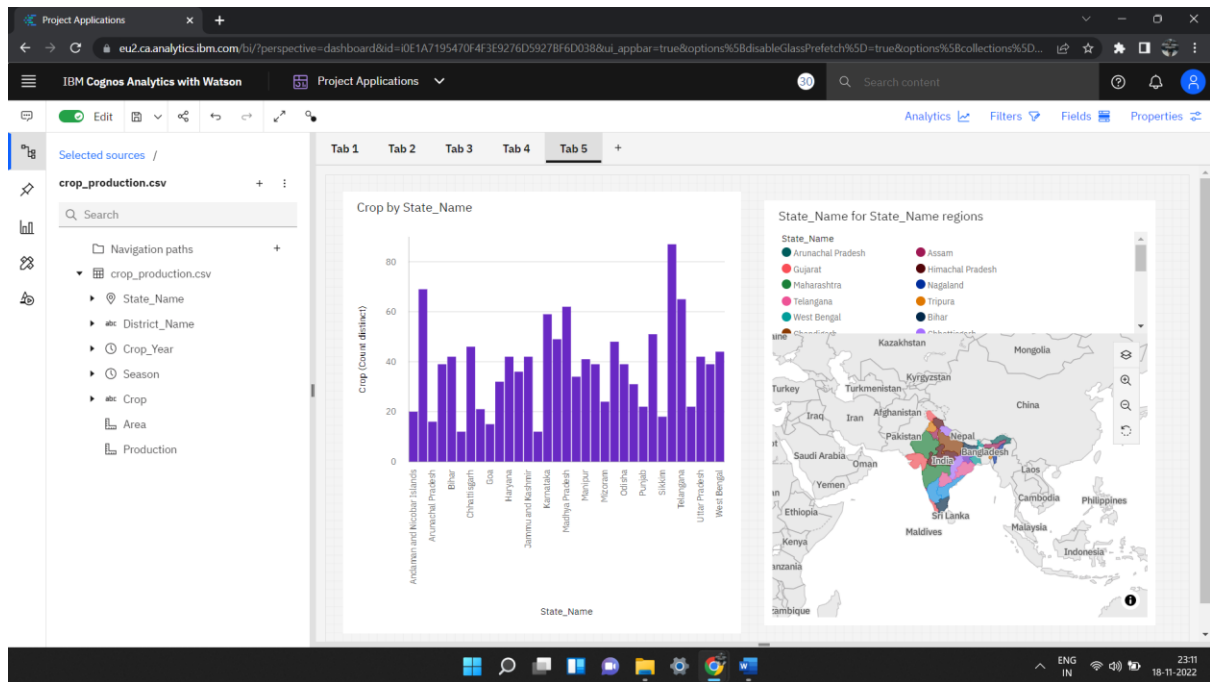 Project Applications
eu2.ca.analytics.ibm.com/bi/?perspective=dashboard&id=i0E1A7195470F4F3E9276D5927BF6D038&ui_appbar=true&options%5BdisableGlassPrefetch%5D=true&options%5Bcollections%5D...
IBM Cognos Analytics with Watson
Project Applications
30
Search content
Edit
Analytics
Filters
Fields
Properties
Selected sources /
Tab 1 Tab 2 Tab 3 Tab 4 Tab 5 +
crop_production.csv
Search
Navigation paths
crop_production.csv
State_Name
abc District_Name
Crop_Year
Season
abc Crop
Area
Production
Crop by State_Name
Crop (Count distinct)
80
60
40
20
0
Andaman and Nicobar Islands
Arunachal Pradesh
Bihar
Chhattisgarh
Goa
Haryana
Jammu and Kashmir
Karnataka
Madhya Pradesh
Manipur
Mizoram
Odisha
Punjab
Sikkim
Telangana
Uttar Pradesh
West Bengal
State_Name
State_Name for State_Name regions
State_Name
Arunachal Pradesh Assam
Gujarat Himachal Pradesh
Maharashtra Nagaland
Telangana Tripura
West Bengal Bihar
Chandigarh Chhattisgarh
Kazakhstan
Mongolia
Kyrgyzstan
Turkey
Turkmenistan
China
Iraq
Iran
Afghanistan
Pakistan
Nepal
Saudi Arabia
Oman
India
Bangladesh
Laos
Yemen
Cambodia
Philippines
Ethiopia
Sri Lanka
Maldives
Malaysia
Kenya
Indonesia
anzania
zambique
ENG
IN
23:11
18-11-2022